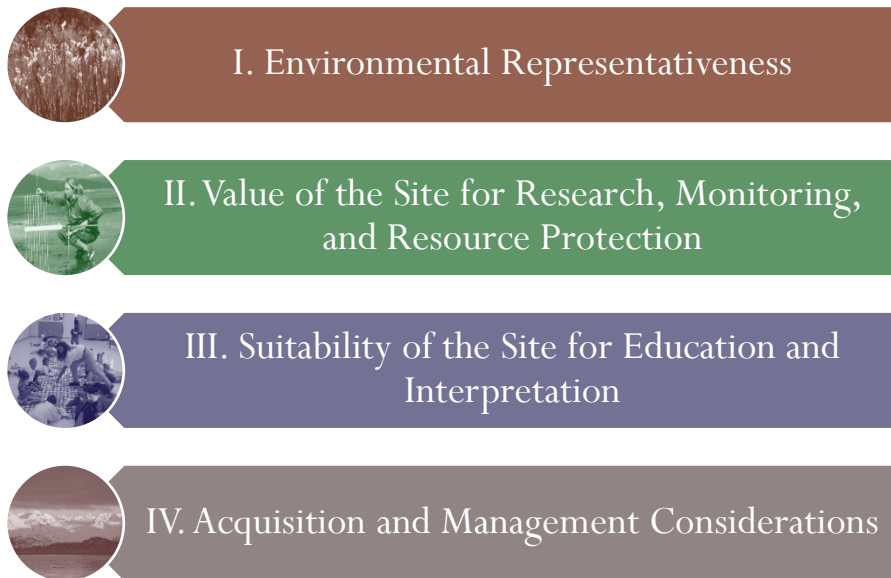 I. Environmental Representativeness
II. Value of the Site for Research, Monitoring,
and Resource Protection
III. Suitability of the Site for Education and
Interpretation
IV. Acquisition and Management Considerations